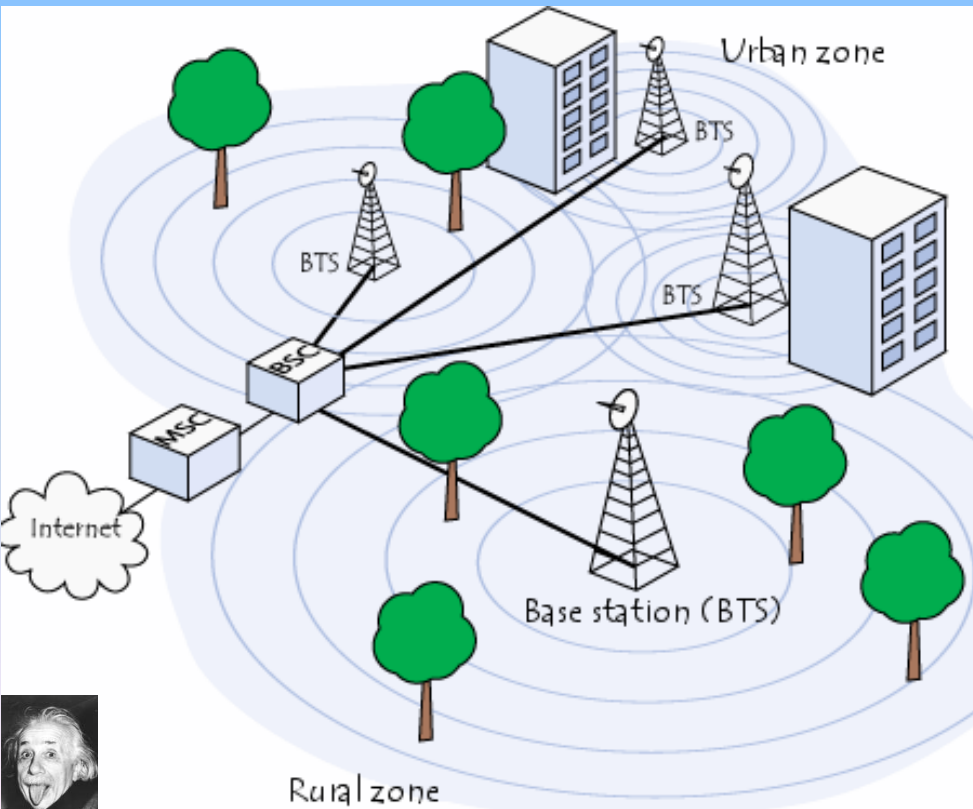 Urban zone
BTS
BTS
BTS
BSC
MSC
Internet
Base station (BTS)
Rural zone